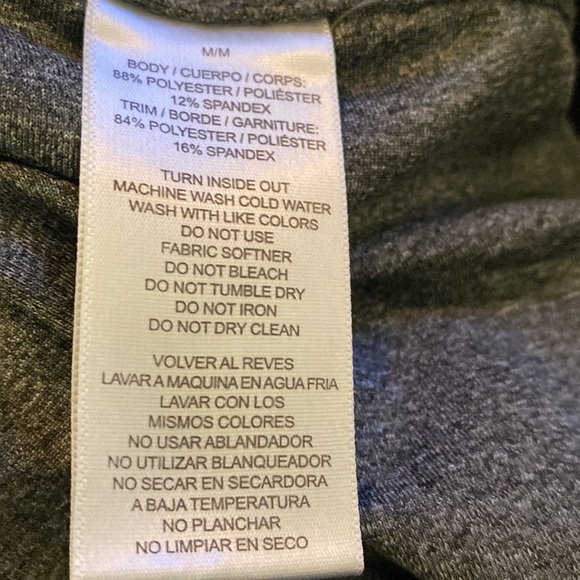 M/M
BODY / CUERPO / CORPS:
88% POLYESTER / POLIÉSTER
12% SPANDEX
TRIM / BORDE / GARNITURE:
84% POLYESTER / POLIÉSTER
16% SPANDEX
TURN INSIDE OUT
MACHINE WASH COLD WATER
WASH WITH LIKE COLORS
DO NOT USE
FABRIC SOFTNER
DO NOT BLEACH
DO NOT TUMBLE DRY
DO NOT IRON
DO NOT DRY CLEAN
VOLVER AL REVES
LAVAR A MAQUINA EN AGUA FRIA
LAVAR CON LOS
MISMOS COLORES
NO USAR ABLANDADOR
NO UTILIZAR BLANQUEADOR
NO SECAR EN SECARDORA
A BAJA TEMPERATURA
NO PLANCHAR
NO LIMPIAR EN SECO